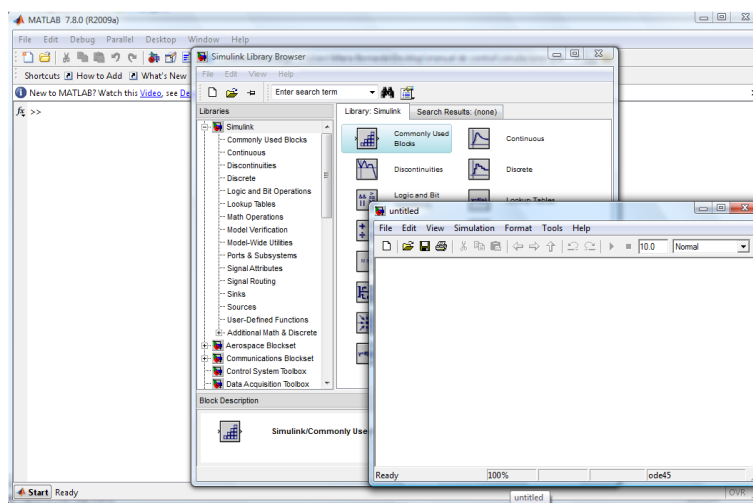 MATLAB 7.8.0 (R2009a)
File Edit Debug Parallel Desktop Window Help
Shortcuts How to Add What's New
New to MATLAB? Watch this Video, see De
fx >>
Simulink Library Browser
File Edit View Help
Enter search term
Libraries
Library: Simulink Search Results: (none)
Simulink
Commonly Used Blocks
Continuous
Discontinuities
Discrete
Logic and Bit Operations
Lookup Tables
Math Operations
Model Verification
Model-Wide Utilities
Ports & Subsystems
Signal Attributes
Signal Routing
Sinks
Sources
User-Defined Functions
Additional Math & Discrete
Aerospace Blockset
Communications Blockset
Control System Toolbox
Data Acquisition Toolbox
Commonly Used
Blocks
Continuous
Discontinuities
Discrete
Logic and Bit
Lookup Tables
Block Description
Simulink/Commonly Use
untitled
File Edit View Simulation Format Tools Help
10.0 Normal
Ready 100% ode45
Start Ready
untitled
OVR